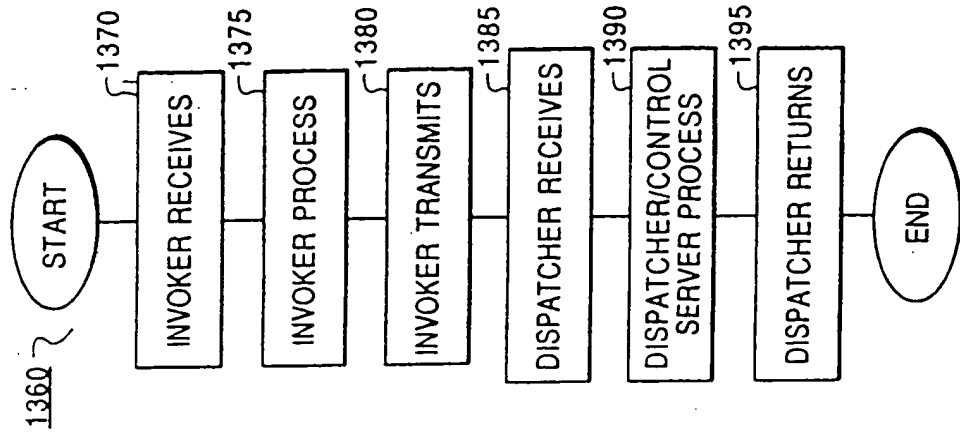 1360
START
1370
INVOKER RECEIVES
1375
INVOKER PROCESS
1380
INVOKER TRANSMITS
1385
DISPATCHER RECEIVES
1390
DISPATCHER/CONTROL
SERVER PROCESS
1395
DISPATCHER RETURNS
END